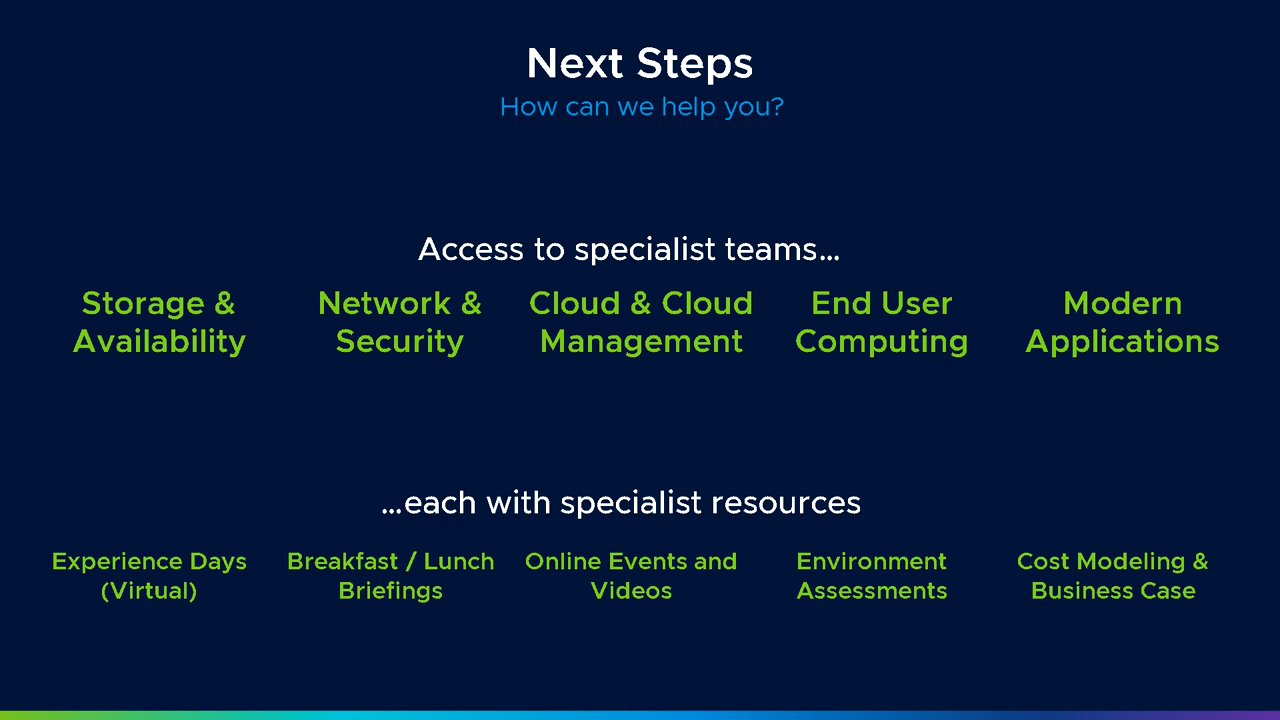 Next Steps
How can we help you?
Access to specialist teams...
Storage &
Availability
Network &
Security
Cloud & Cloud
Management
End User
Computing
Modern
Applications
...each with specialist resources
Experience Days
(Virtual)
Breakfast / Lunch
Briefings
Online Events and
Videos
Environment
Assessments
Cost Modeling &
Business Case